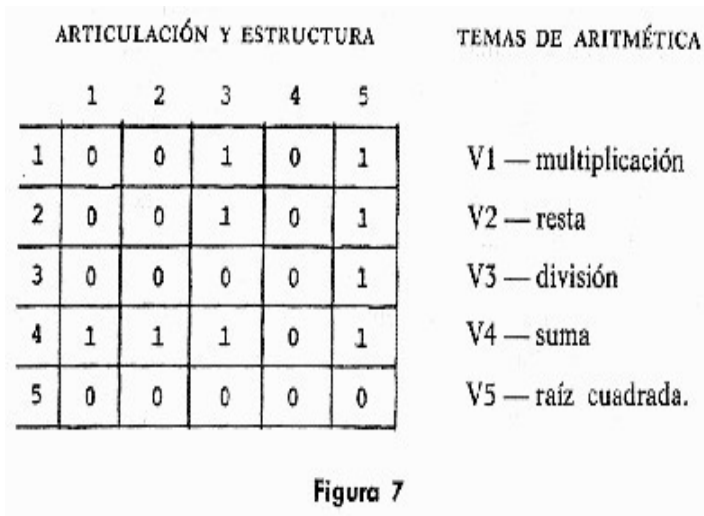 ARTICULACIÓN Y ESTRUCTURA
1 2 3 4 5
1 0 0 1 0 1
2 0 0 1 0 1
3 0 0 0 0 1
4 1 1 1 0 1
5 0 0 0 0 0
TEMAS DE ARITMÉTICA
V1 — multiplicación
V2 — resta
V3 — división
V4 — suma
V5 — raíz cuadrada.
Figura 7